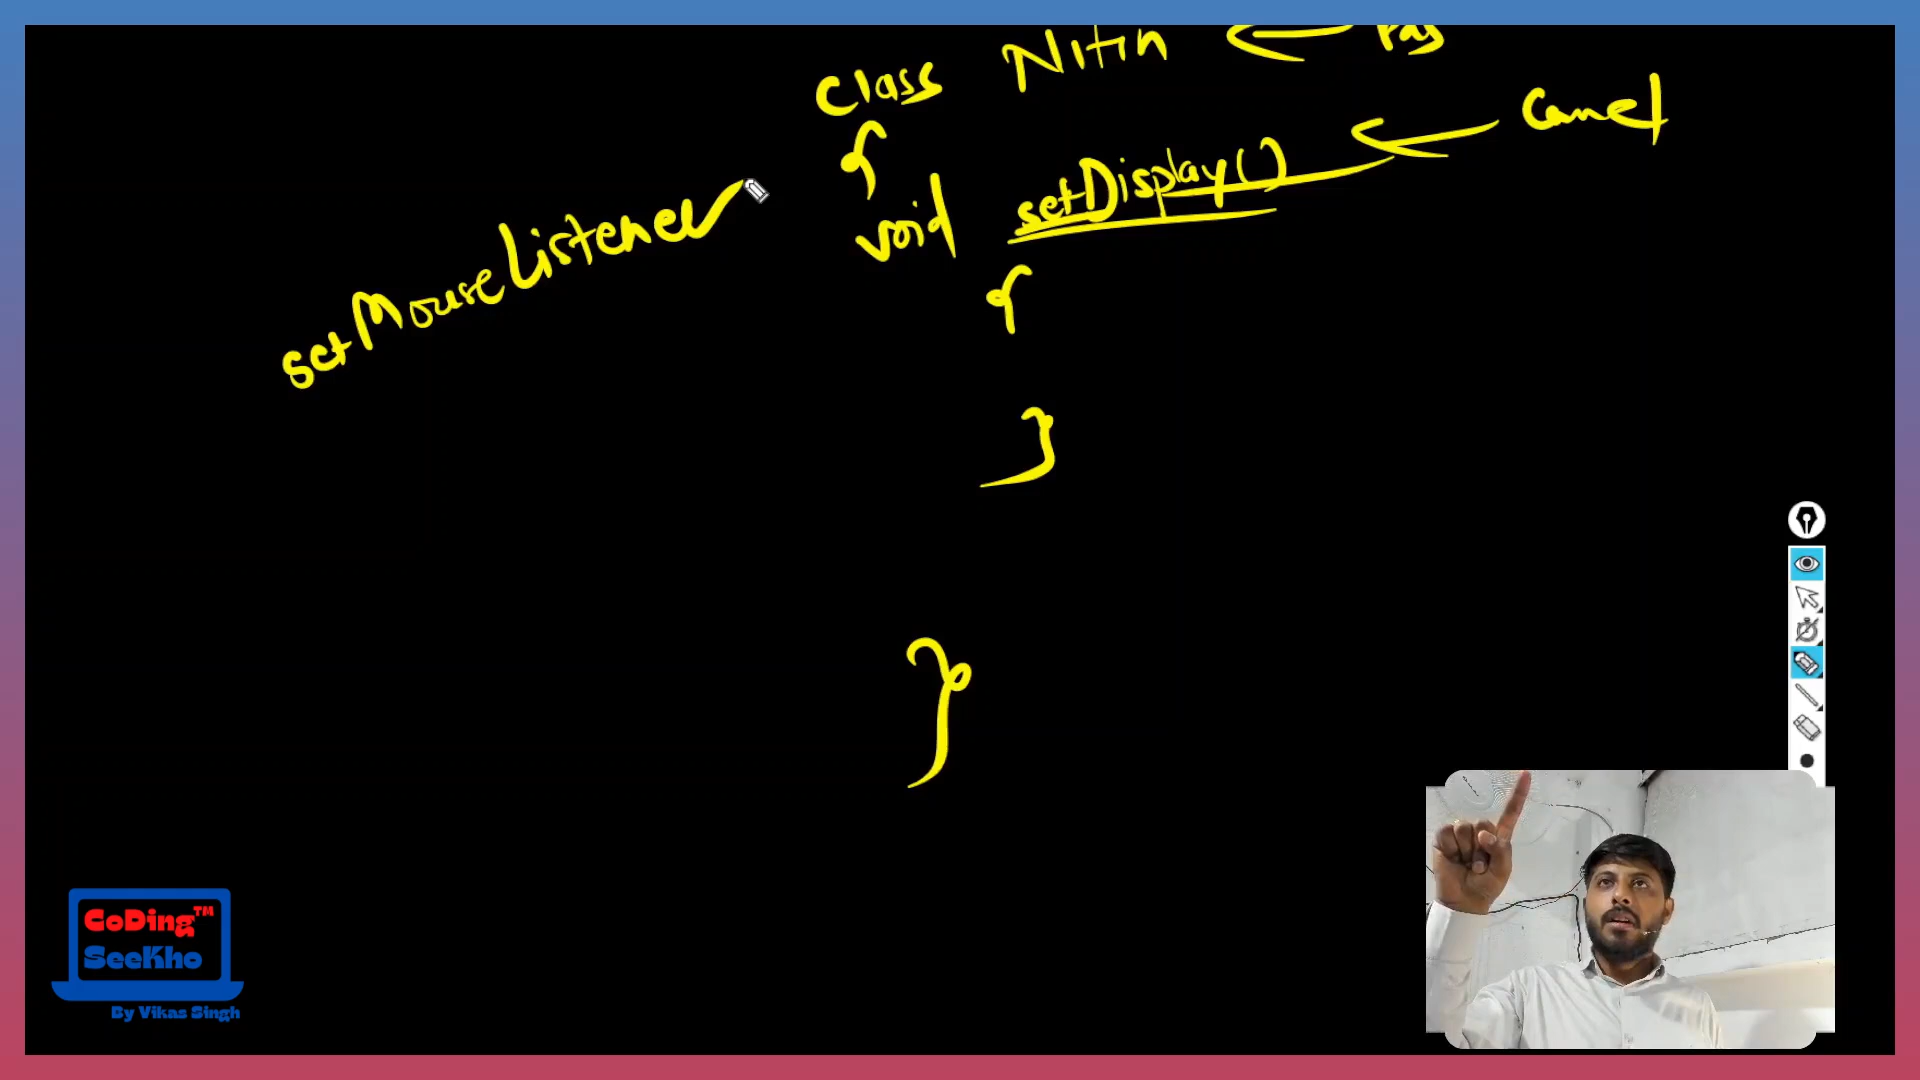 class Nitin
{
void setDisplay()
Camel
setMouseListener
{
}
}
CoDing™
SeeKho
By Vikas Singh